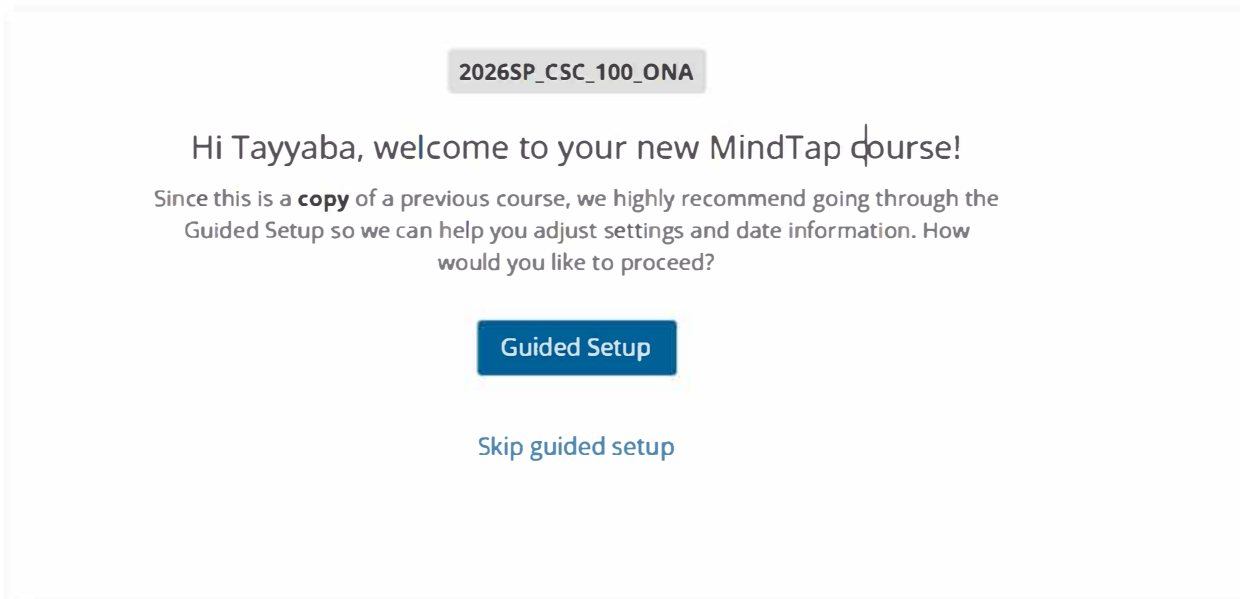 2026SP_CSC_100_ONA
Hi Tayyaba, welcome to your new MindTap course!
Since this is a copy of a previous course, we highly recommend going through the
Guided Setup so we can help you adjust settings and date information. How
would you like to proceed?
Guided Setup
Skip guided setup